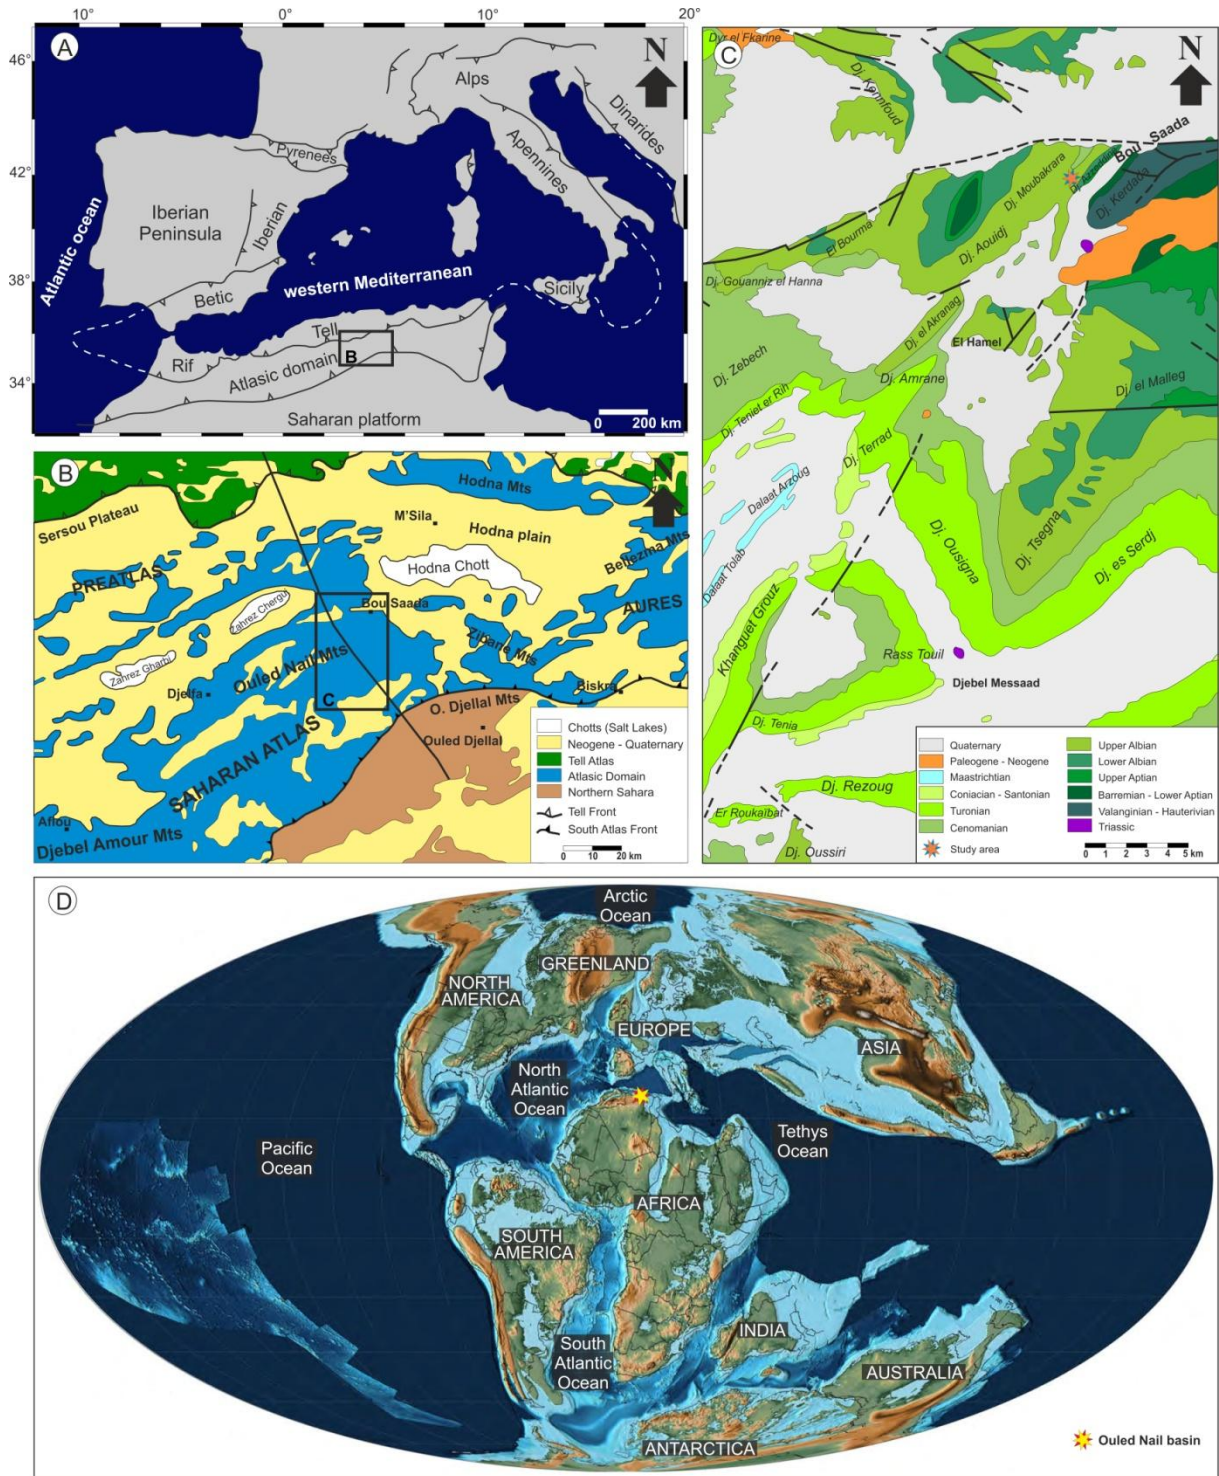 10°
0°
10°
20°
46°
42°
38°
34°
A
N
Alps
Dinarides
Apennines
Pyrenees
Iberian
Peninsula
Iberian
Atlantic ocean
western Mediterranean
Betic
Sicily
Tell
Rif
B
Atlasic domain
Saharan platform
0
200 km
B
N
Hodna Mts
Sersou Plateau
M'Sila
Hodna plain
Bellezma Mts
Hodna Chott
PREATLAS
Zahrez Chergui
Bou Saada
AURES
Zibane Mts
Zahrez Gharbi
Ouled Nail Mts
Djelfa
C
Biskra
O. Djellal Mts
Ouled Djellal
SAHARAN ATLAS
Aflou
Djebel Amour Mts
Chotts (Salt Lakes)
Neogene - Quaternary
Tell Atlas
Atlasic Domain
Northern Sahara
Tell Front
South Atlas Front
0
10
20 km
C
N
Dyr el Fkarine
Dj. Kermfoud
Bou - Saada
Dj. Azzedine
Dj. Kerdada
Dj. Moubakrara
Dj. Aouidj
El Bourma
Dj. Gouanniz el Hanna
Dj. el Akranag
El Hamel
Dj. Zebech
Dj. Amrane
Dj. el Malleg
Dj. Teniet er Rih
Dj. Terrad
Dalaat Arzoug
Dalaat Tolab
Dj. Ousigna
Dj. Tsegna
Dj. es Serdj
Khanguet Grouz
Rass Touil
Djebel Messaad
Dj. Tenia
Dj. Rezoug
Er Roukaïbat
Dj. Oussiri
Quaternary
Paleogene - Neogene
Maastrichtian
Coniacian - Santonian
Turonian
Cenomanian
Study area
Upper Albian
Lower Albian
Upper Aptian
Barremian - Lower Aptian
Valanginian - Hauterivian
Triassic
0
1
2
3
4
5 km
D
Arctic
Ocean
GREENLAND
NORTH
AMERICA
EUROPE
ASIA
North
Atlantic
Ocean
Pacific
Ocean
Tethys
Ocean
AFRICA
SOUTH
AMERICA
INDIA
South
Atlantic
Ocean
AUSTRALIA
ANTARCTICA
Ouled Nail basin